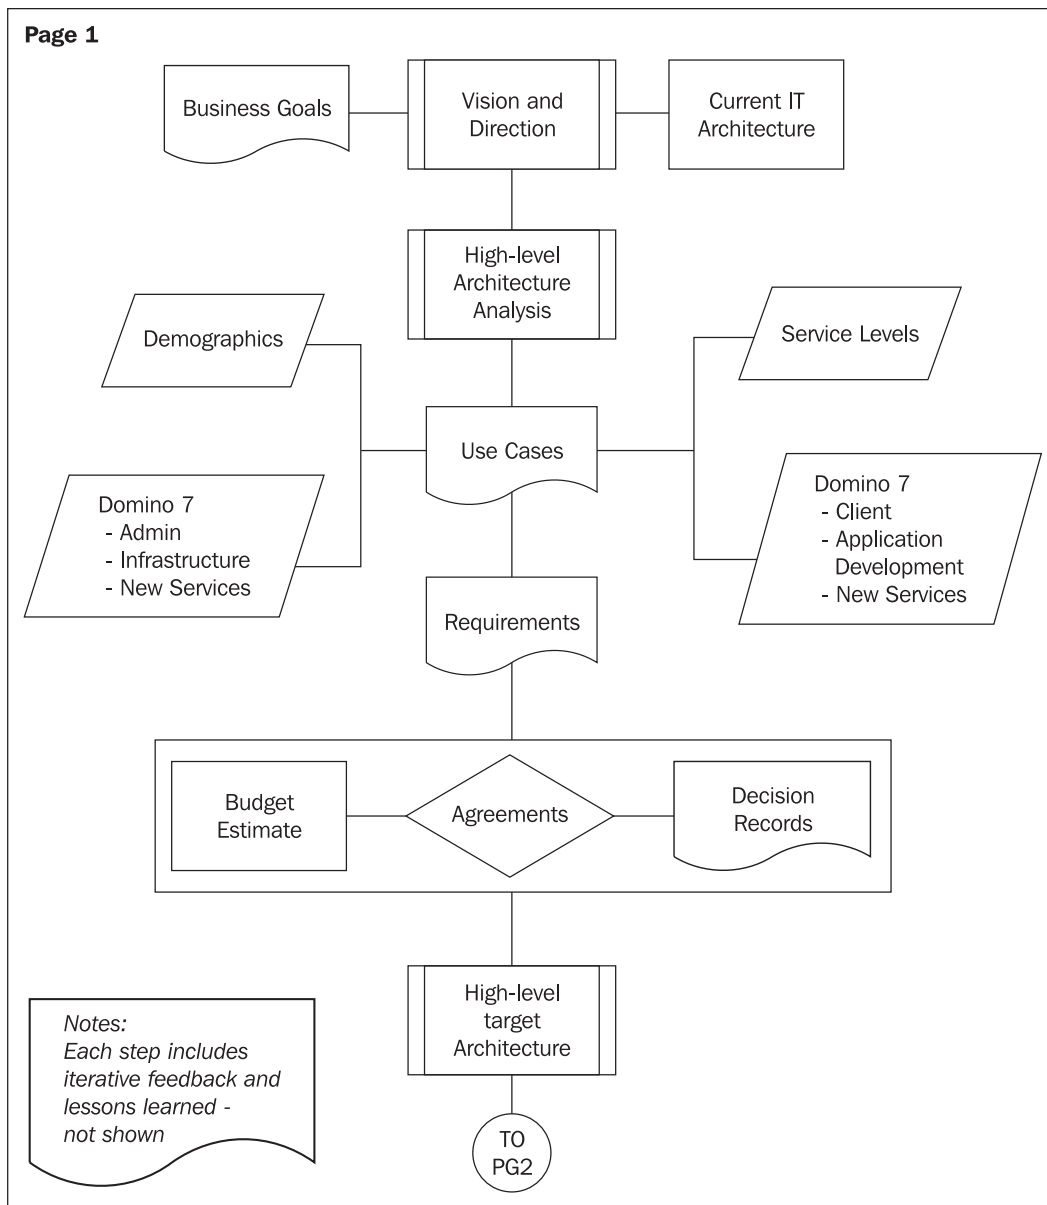 Page 1
Business Goals
Vision and
Direction
Current IT
Architecture
High-level
Architecture
Analysis
Demographics
Service Levels
Use Cases
Domino 7
- Admin
- Infrastructure
- New Services
Domino 7
- Client
- Application
Development
- New Services
Requirements
Budget
Estimate
Agreements
Decision
Records
High-level
target
Architecture
Notes:
Each step includes
iterative feedback and
lessons learned -
not shown
TO
PG2